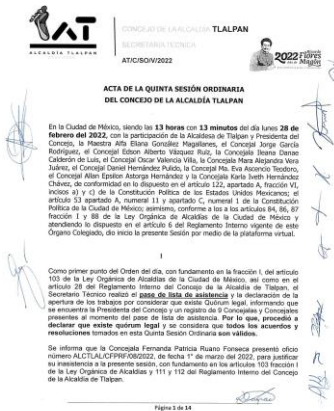 AT
ALCALDÍA TLALPAN
CONCEJO DE LA ALCALDÍA TLALPAN
SECRETARÍA TÉCNICA
AT/C/SO/V/2022
2022 Flores
Magón
ACTA DE LA QUINTA SESIÓN ORDINARIA
DEL CONCEJO DE LA ALCALDÍA TLALPAN
En la Ciudad de México, siendo las 13 horas con 13 minutos del día lunes 28 de
febrero del 2022, con la participación de la Alcaldesa de Tlalpan y Presidenta del
Concejo, la Maestra Alfa Eliana González Magallanes, el Concejal Jorge García
Rodríguez, el Concejal Edson Alberto Vázquez Ruíz, la Concejala Ileana Danae
Calderón de Luis, el Concejal Oscar Valencia Villa, la Concejala Mara Alejandra Vera
Juárez, el Concejal Daniel Hernández Pulido, la Concejal Ma. Eva Ascencio Teodoro, el
Concejal Allan Epsilon Astorga Hernández y la Concejala Karla Iveth Hernández
Chávez, de conformidad en lo dispuesto en el artículo 122, apartado A, fracción VI,
incisos a) y c) de la Constitución Política de los Estados Unidos Mexicanos; el
artículo 53 apartado A, numeral 11 y apartado C, numeral 1 de la Constitución
Política de la Ciudad de México; asimismo, conforme a los a los artículos 84, 86, 87
fracción I y 88 de la Ley Orgánica de Alcaldías de la Ciudad de México y
atendiendo lo dispuesto en el artículo 6 del Reglamento Interno vigente de este
Órgano Colegiado, dio inicio la presente Sesión por medio de la plataforma virtual.
I
Como primer punto del Orden del día, con fundamento en la fracción I, del artículo
103 de la Ley Orgánica de Alcaldías de la Ciudad de México, así como en el
artículo 28 del Reglamento Interno del Concejo de la Alcaldía de Tlalpan, el
Secretario Técnico realizó el pase de lista de asistencia y la declaración de la
apertura de los trabajos por considerar que existe Quórum legal, informando que
se encuentra la Presidenta del Concejo y un registro de 9 Concejales y Concejalas
presentes al momento del pase de lista de asistencia. Por lo que, procedió a
declarar que existe quórum legal y se considera que todos los acuerdos y
resoluciones tomados en esta Quinta Sesión Ordinaria son válidos.
Se informa que la Concejala Fernanda Patricia Ruano Fonseca presentó oficio
número ALCTLAL/CFPRF/08/2022, de fecha 1° marzo del 2022, para justificar
su inasistencia a la presente sesión, con fundamento en los artículos 103 fracción I
de la Ley Orgánica de Alcaldías y 111 y 112 del Reglamento Interno del Concejo
de la Alcaldía de Tlalpan.
Página 1 de 14